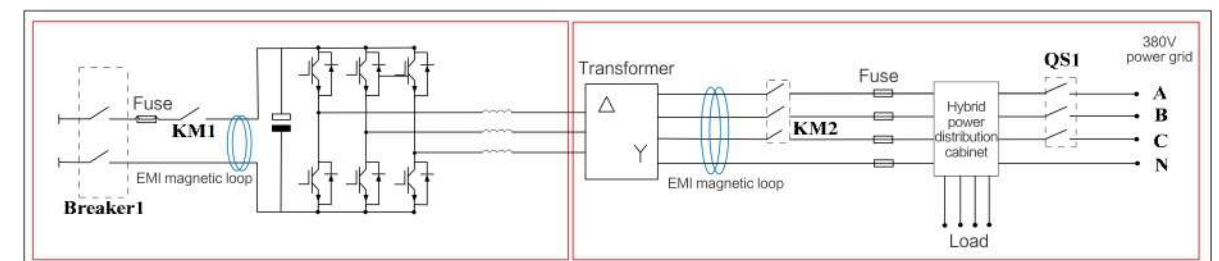 Breaker1
Fuse
KM1
EMI magnetic loop
Transformer
△
Y
EMI magnetic loop
KM2
Fuse
Hybrid
power
distribution
cabinet
Load
QS1
380V
power grid
A
B
C
N